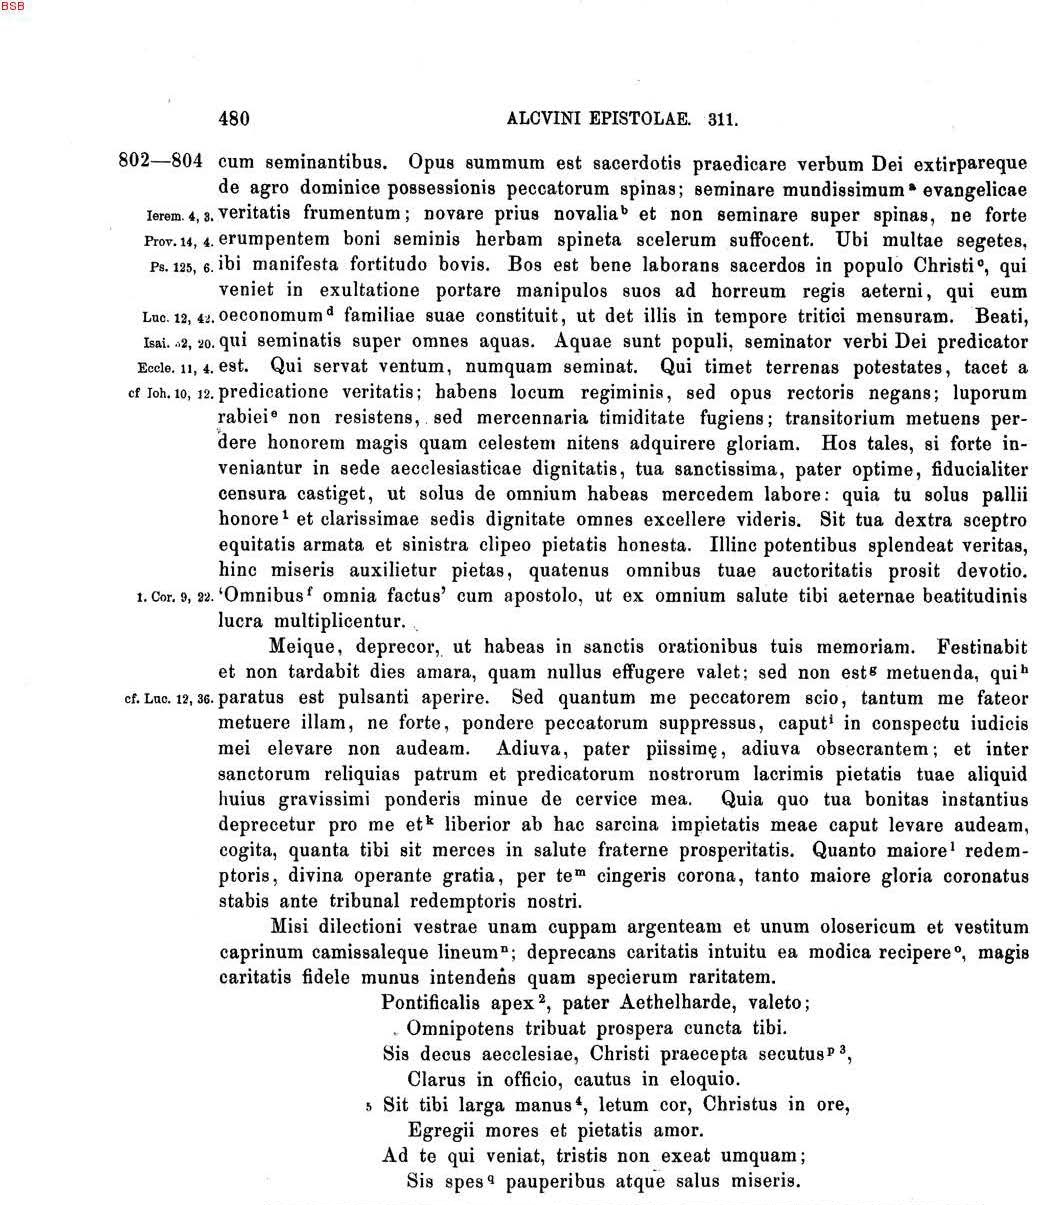 BSB
480 ALCVINI EPISTOLAE. 311.
802—804 cum seminantibus. Opus summum est sacerdotis praedicare verbum Dei extirpareque
de agro dominice possessionis peccatorum spinas; seminare mundissimum a evangelicae
Ierem. 4, 3. veritatis frumentum; novare prius novalia b et non seminare super spinas, ne forte
Prov. 14, 4. erumpentem boni seminis herbam spineta scelerum suffocent. Ubi multae segetes,
Ps. 125, 6. ibi manifesta fortitudo bovis. Bos est bene laborans sacerdos in populo Christi c, qui
veniet in exultatione portare manipulos suos ad horreum regis aeterni, qui eum
Luc. 12, 42. oeconomum d familiae suae constituit, ut det illis in tempore tritici mensuram. Beati,
Isai. 32, 20. qui seminatis super omnes aquas. Aquae sunt populi, seminator verbi Dei predicator
Eccle. 11, 4. est. Qui servat ventum, numquam seminat. Qui timet terrenas potestates, tacet a
cf Ioh. 10, 12. predicatione veritatis; habens locum regiminis, sed opus rectoris negans; luporum
rabiei e non resistens, sed mercennaria timiditate fugiens; transitorium metuens per-
dere honorem magis quam celestem nitens adquirere gloriam. Hos tales, si forte in-
veniantur in sede aecclesiasticae dignitatis, tua sanctissima, pater optime, fiducialiter
censura castiget, ut solus de omnium habeas mercedem labore: quia tu solus pallii
honore 1 et clarissimae sedis dignitate omnes excellere videris. Sit tua dextra sceptro
equitatis armata et sinistra clipeo pietatis honesta. Illinc potentibus splendeat veritas,
hinc miseris auxilietur pietas, quatenus omnibus tuae auctoritatis prosit devotio.
1. Cor. 9, 22. ‘Omnibus f omnia factus’ cum apostolo, ut ex omnium salute tibi aeternae beatitudinis
lucra multiplicentur.
Meique, deprecor, ut habeas in sanctis orationibus tuis memoriam. Festinabit
et non tardabit dies amara, quam nullus effugere valet; sed non est g metuenda, qui h
cf. Luc. 12, 36. paratus est pulsanti aperire. Sed quantum me peccatorem scio, tantum me fateor
metuere illam, ne forte, pondere peccatorum suppressus, caput i in conspectu iudicis
mei elevare non audeam. Adiuva, pater piissimę, adiuva obsecrantem; et inter
sanctorum reliquias patrum et predicatorum nostrorum lacrimis pietatis tuae aliquid
huius gravissimi ponderis minue de cervice mea. Quia quo tua bonitas instantius
deprecetur pro me et k liberior ab hac sarcina impietatis meae caput levare audeam,
cogita, quanta tibi sit merces in salute fraterne prosperitatis. Quanto maiore l redem-
ptoris, divina operante gratia, per te m cingeris corona, tanto maiore gloria coronatus
stabis ante tribunal redemptoris nostri.
Misi dilectioni vestrae unam cuppam argenteam et unum olosericum et vestitum
caprinum camissaleque lineum n; deprecans caritatis intuitu ea modica recipere o, magis
caritatis fidele munus intendens quam specierum raritatem.
Pontificalis apex 2, pater Aethelharde, valeto;
Omnipotens tribuat prospera cuncta tibi.
Sis decus aecclesiae, Christi praecepta secutus p 3,
Clarus in officio, cautus in eloquio.
5 Sit tibi larga manus 4, letum cor, Christus in ore,
Egregii mores et pietatis amor.
Ad te qui veniat, tristis non exeat umquam;
Sis spes q pauperibus atque salus miseris.